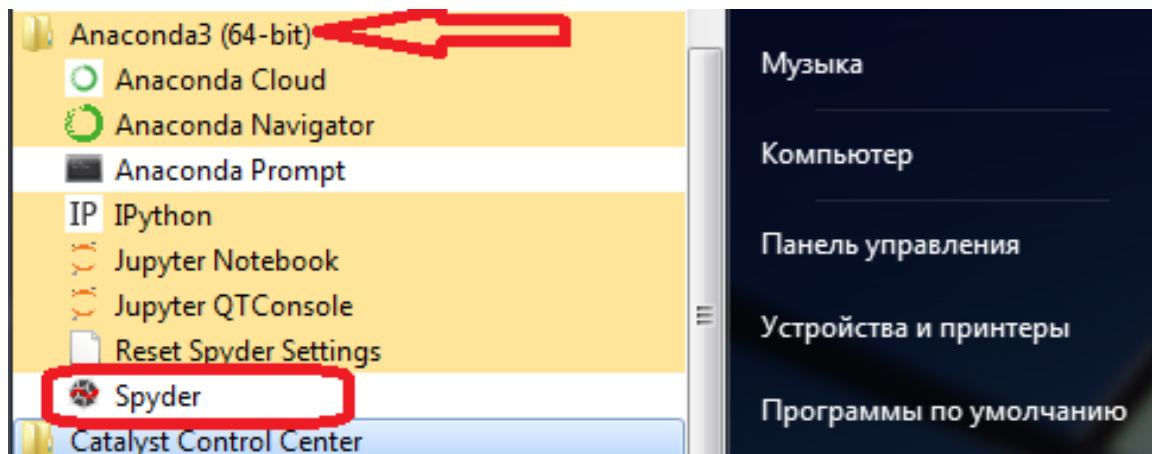 Anaconda3 (64-bit)
Anaconda Cloud
Anaconda Navigator
Anaconda Prompt
IP IPython
Jupyter Notebook
Jupyter QTConsole
Reset Spyder Settings
Spyder
Catalyst Control Center
Музыка
Компьютер
Панель управления
Устройства и принтеры
Программы по умолчанию